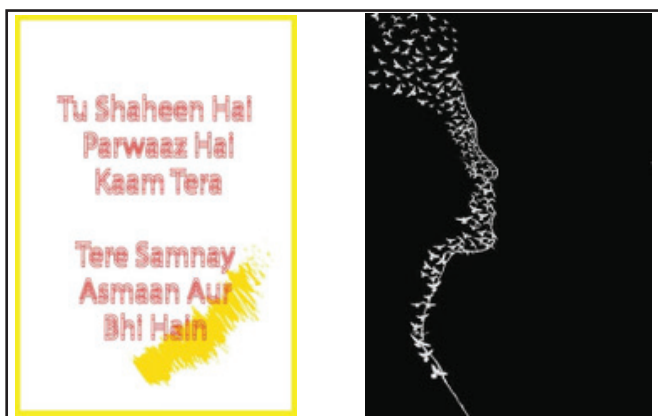 Tu Shaheen Hai
Parwaaz Hai
Kaam Tera
Tere Samnay
Asmaan Aur
Bhi Hain